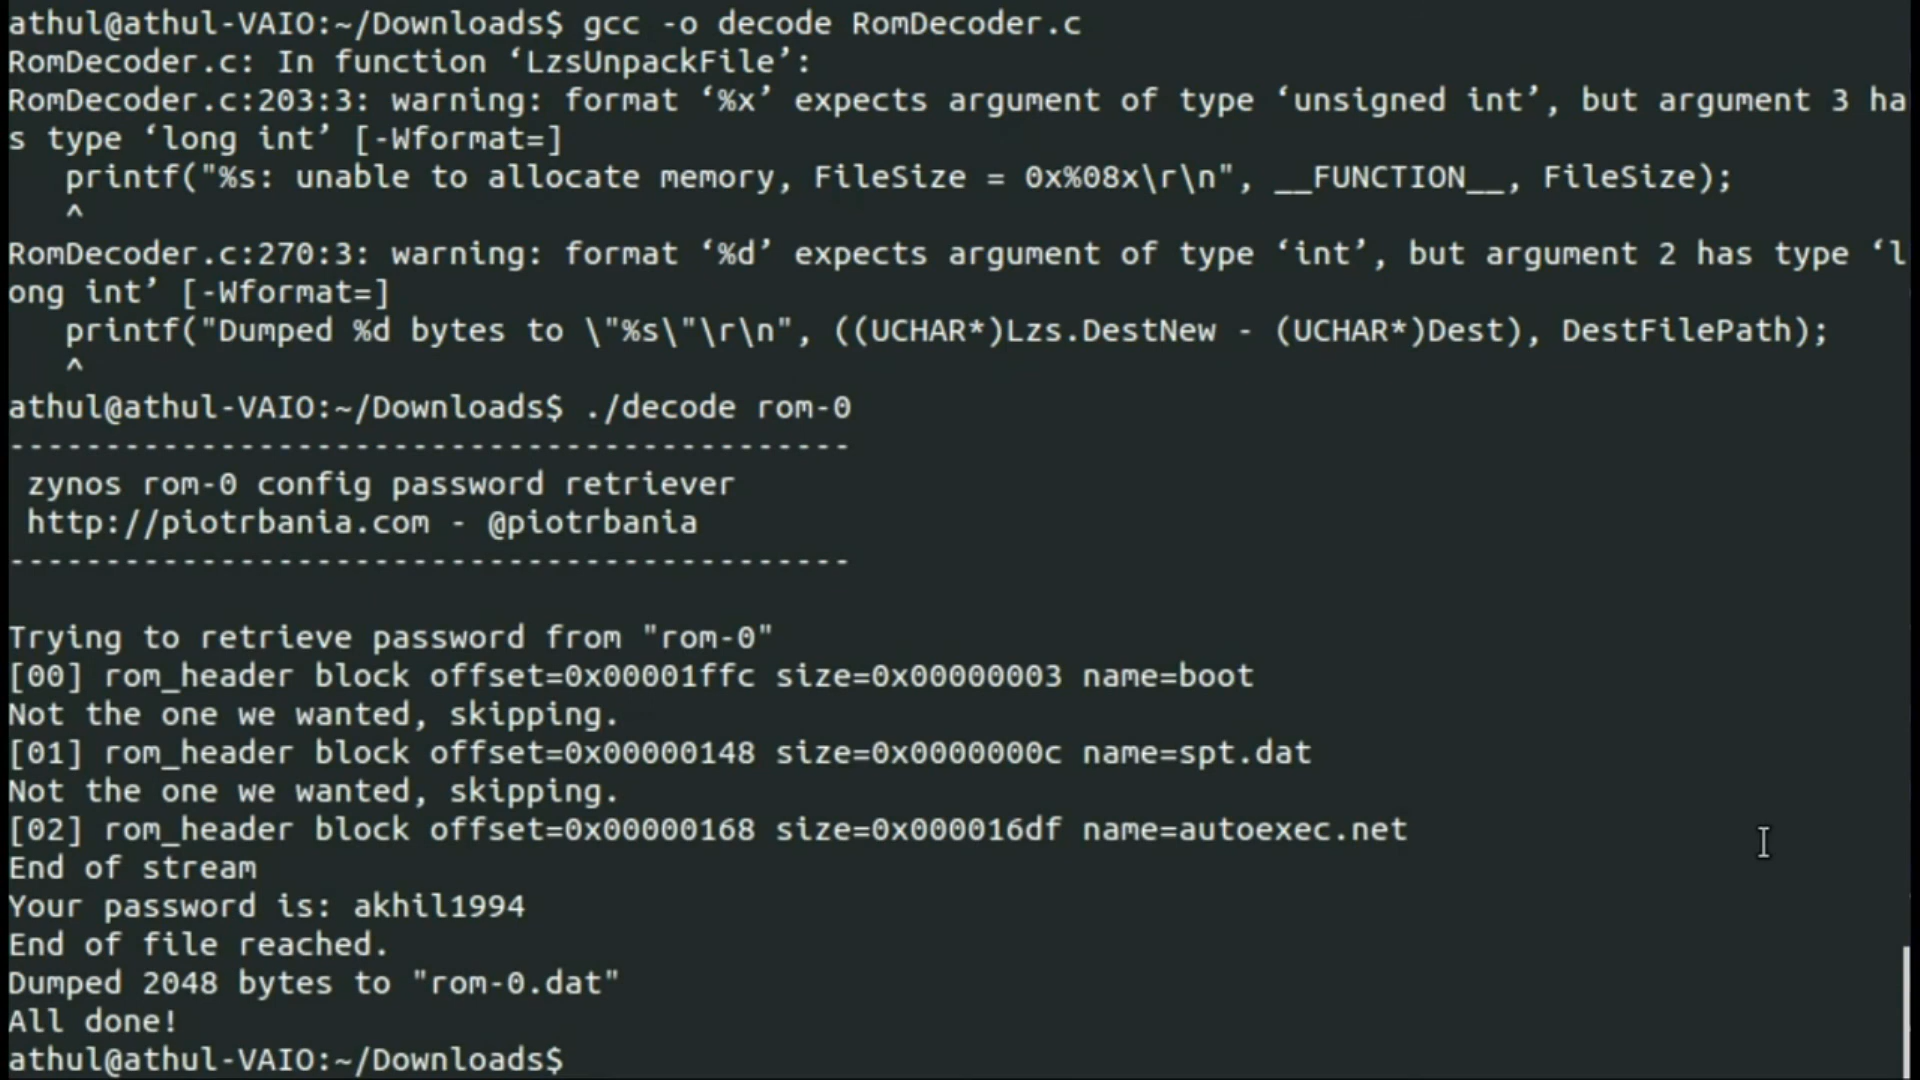 athul@athul-VAIO:~/Downloads$ gcc -o decode RomDecoder.c
RomDecoder.c: In function ‘LzsUnpackFile’:
RomDecoder.c:203:3: warning: format ‘%x’ expects argument of type ‘unsigned int’, but argument 3 ha
s type ‘long int’ [-Wformat=]
   printf("%s: unable to allocate memory, FileSize = 0x%08x\r\n", __FUNCTION__, FileSize);
   ^
RomDecoder.c:270:3: warning: format ‘%d’ expects argument of type ‘int’, but argument 2 has type ‘l
ong int’ [-Wformat=]
   printf("Dumped %d bytes to \"%s\"\r\n", ((UCHAR*)Lzs.DestNew - (UCHAR*)Dest), DestFilePath);
   ^
athul@athul-VAIO:~/Downloads$ ./decode rom-0
--------------------------------------------
 zynos rom-0 config password retriever
 http://piotrbania.com - @piotrbania
--------------------------------------------
Trying to retrieve password from "rom-0"
[00] rom_header block offset=0x00001ffc size=0x00000003 name=boot
Not the one we wanted, skipping.
[01] rom_header block offset=0x00000148 size=0x0000000c name=spt.dat
Not the one we wanted, skipping.
[02] rom_header block offset=0x00000168 size=0x000016df name=autoexec.net
End of stream
Your password is: akhil1994
End of file reached.
Dumped 2048 bytes to "rom-0.dat"
All done!
athul@athul-VAIO:~/Downloads$